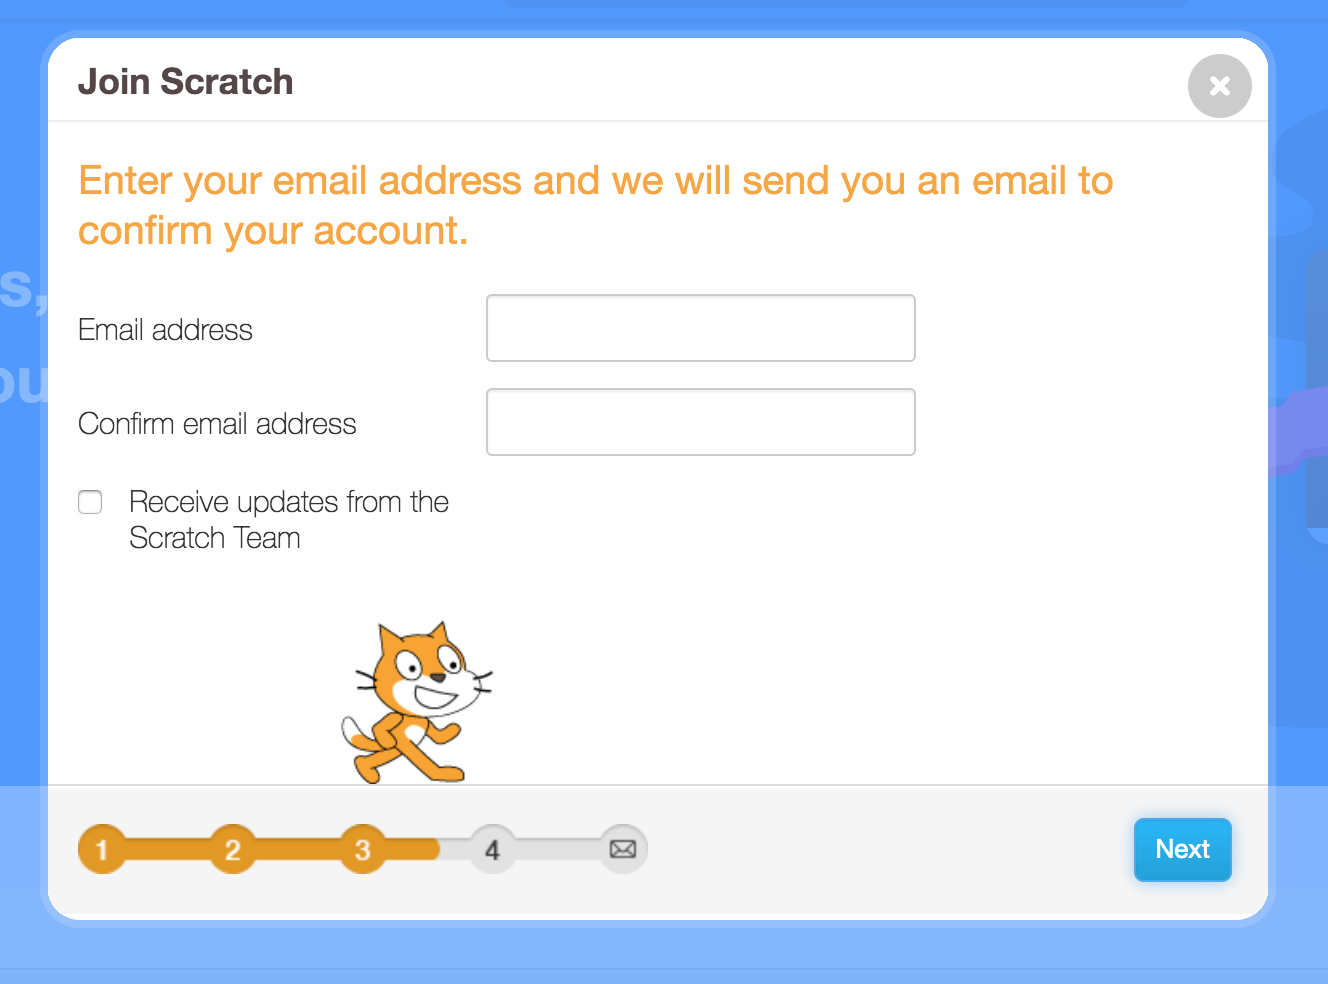 Join Scratch
Enter your email address and we will send you an email to
confirm your account.
s,
ou
Email address
Confirm email address
Receive updates from the
Scratch Team
1 2 3 4
Next